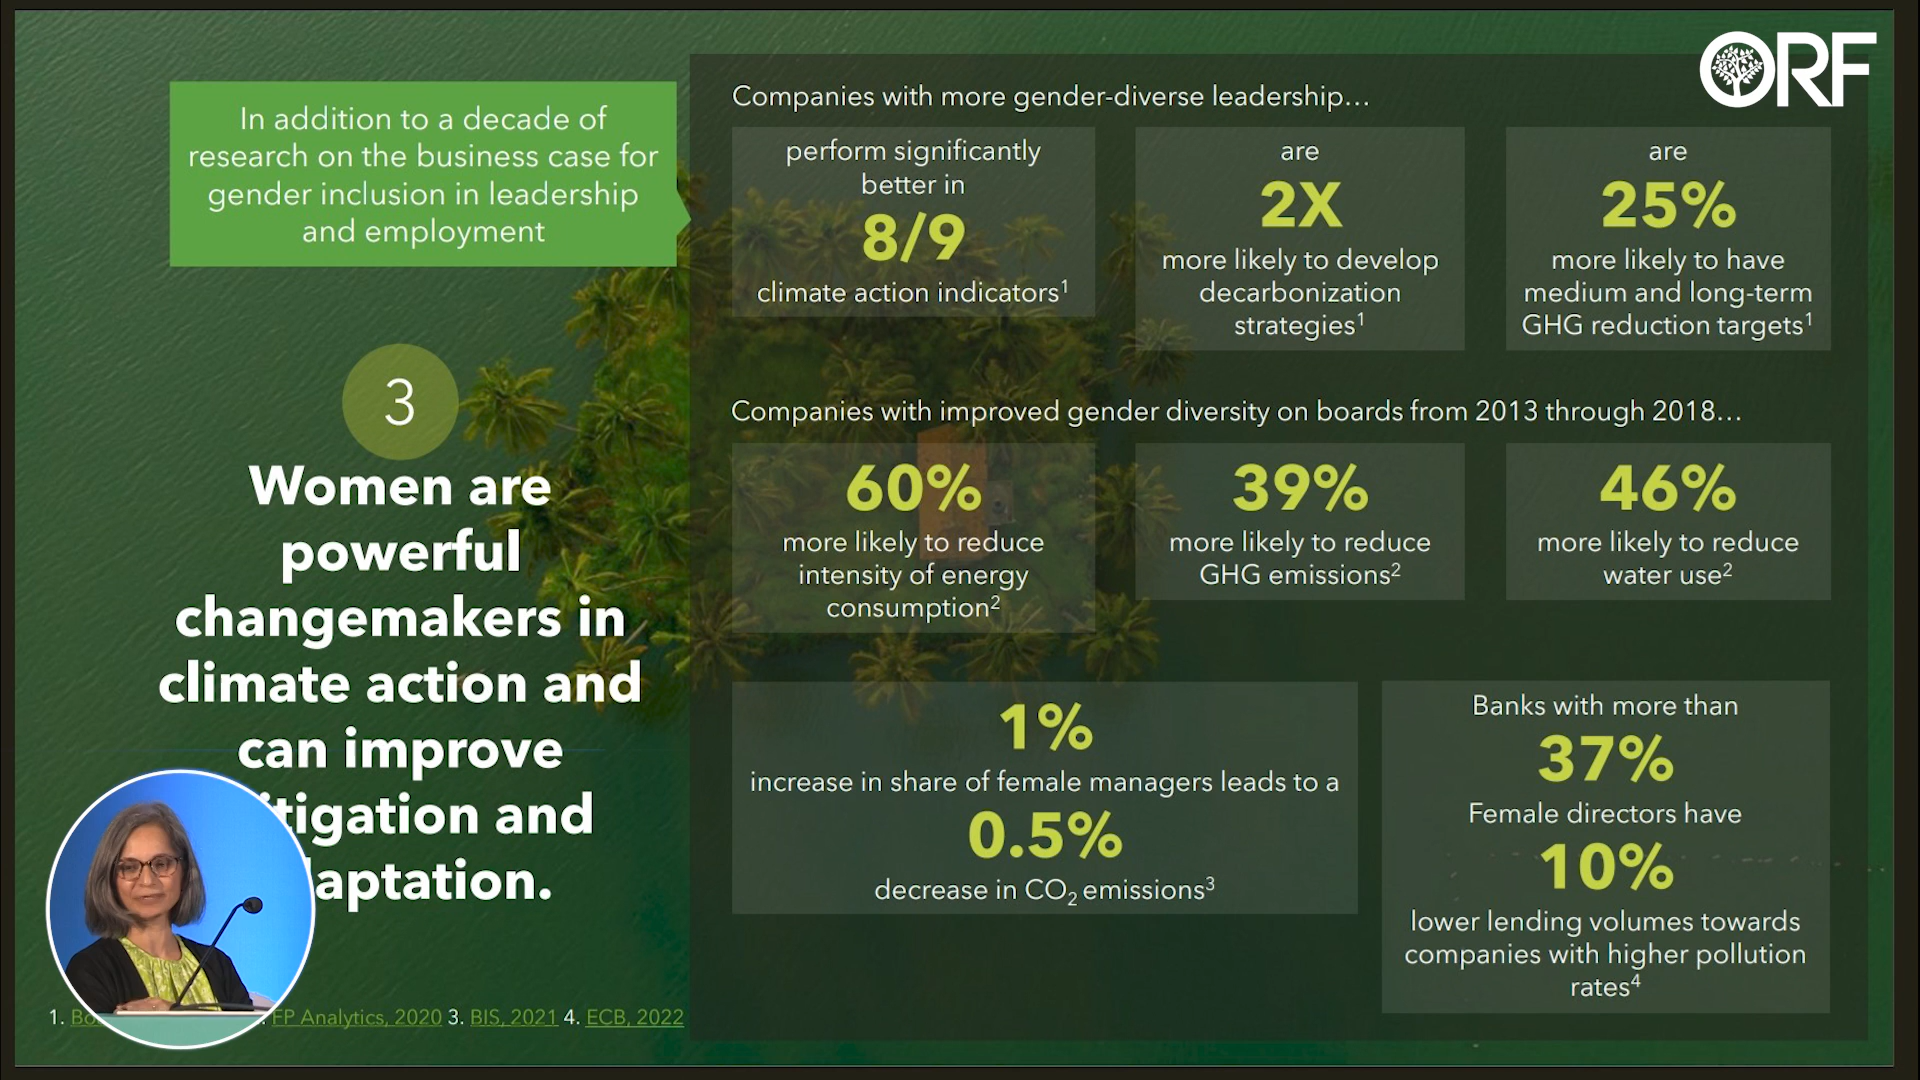 ORF
In addition to a decade of
research on the business case for
gender inclusion in leadership
and employment
3
Women are
powerful
changemakers in
climate action and
can improve
and
Companies with more gender-diverse leadership…
perform significantly
better in
8/9
climate action indicators¹
are
2X
more likely to develop
decarbonization
strategies¹
are
25%
more likely to have
medium and long-term
GHG reduction targets¹
Companies with improved gender diversity on boards from 2013 through 2018…
60%
more likely to reduce
intensity of energy
consumption²
39%
more likely to reduce
GHG emissions²
46%
more likely to reduce
water use²
1%
increase in share of female managers leads to a
0.5%
decrease in CO₂ emissions³
Banks with more than
37%
Female directors have
10%
lower lending volumes towards
companies with higher pollution
rates⁴
1. FP Analytics, 2020 3. BIS, 2021 4. ECB, 2022